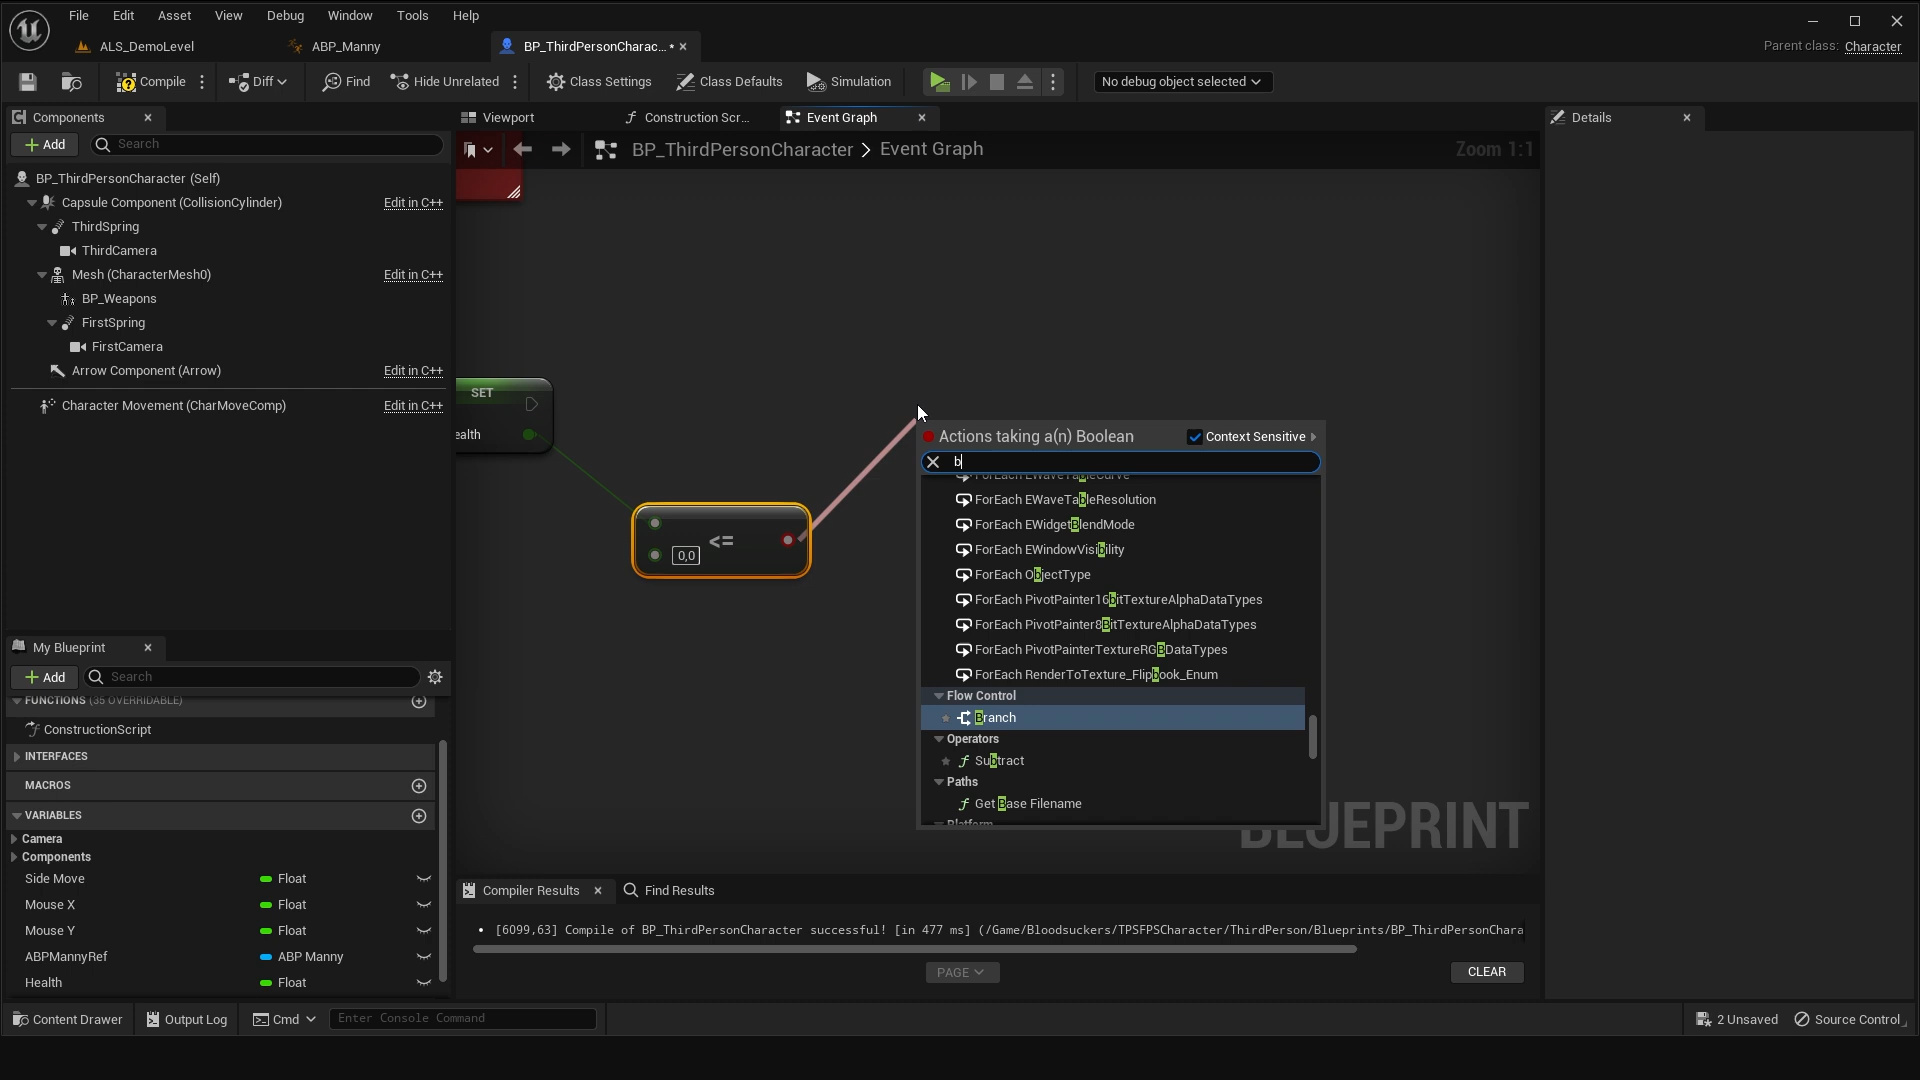 File Edit Asset View Debug Window Tools Help
ALS_DemoLevel ABP_Manny BP_ThirdPersonCharac... *
Parent class: Character
Compile Diff Find Hide Unrelated Class Settings Class Defaults Simulation No debug object selected
Components
Add Search
BP_ThirdPersonCharacter (Self)
Capsule Component (CollisionCylinder) Edit in C++
ThirdSpring
ThirdCamera
Mesh (CharacterMesh0) Edit in C++
BP_Weapons
FirstSpring
FirstCamera
Arrow Component (Arrow) Edit in C++
Character Movement (CharMoveComp) Edit in C++
My Blueprint
Add Search
FUNCTIONS (35 OVERRIDABLE)
ConstructionScript
INTERFACES
MACROS
VARIABLES
Camera
Components
Side Move Float
Mouse X Float
Mouse Y Float
ABPMannyRef ABP Manny
Health Float
Viewport Construction Scr... Event Graph
BP_ThirdPersonCharacter > Event Graph Zoom 1:1
SET
ealth
<=
0,0
Actions taking a(n) Boolean Context Sensitive
b
ForEach EWaveTableCurve
ForEach EWaveTableResolution
ForEach EWidgetBlendMode
ForEach EWindowVisibility
ForEach ObjectType
ForEach PivotPainter16bitTextureAlphaDataTypes
ForEach PivotPainter8BitTextureAlphaDataTypes
ForEach PivotPainterTextureRGBDataTypes
ForEach RenderToTexture_Flipbook_Enum
Flow Control
Branch
Operators
Subtract
Paths
Get Base Filename
Platform
BLUEPRINT
Compiler Results Find Results
[6099,63] Compile of BP_ThirdPersonCharacter successful! [in 477 ms] (/Game/Bloodsuckers/TPSFPSCharacter/ThirdPerson/Blueprints/BP_ThirdPersonChara
PAGE CLEAR
Details
Content Drawer Output Log Cmd Enter Console Command 2 Unsaved Source Control